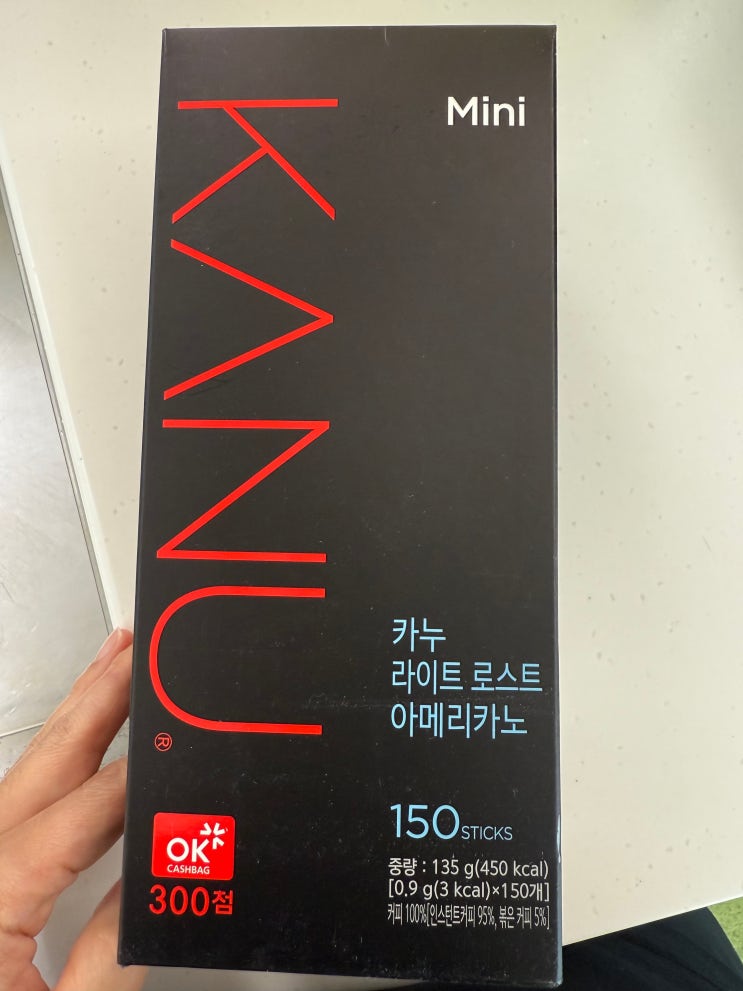 Mini
KANU®
카누
라이트 로스트
아메리카노
150 STICKS
중량 : 135 g(450 kcal)
[0.9 g(3 kcal)×150개]
커피 100%[인스턴트커피 95%, 볶은 커피 5%]
OK
CASHBAG
300점